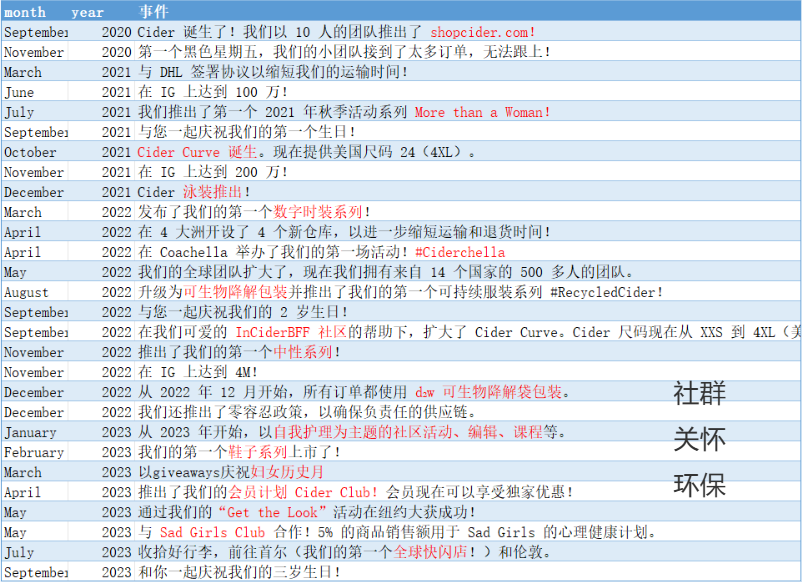 month year 事件
September 2020 Cider 诞生了！我们以 10 人的团队推出了 shopcider.com!
November 2020 第一个黑色星期五，我们的小团队接到了太多订单，无法跟上！
March 2021 与 DHL 签署协议以缩短我们的运输时间！
June 2021 在 IG 上达到 100 万！
July 2021 我们推出了第一个 2021 年秋季活动系列 More than a Woman!
September 2021 与您一起庆祝我们的第一个生日！
October 2021 Cider Curve 诞生。现在提供美国尺码 24（4XL）。
November 2021 在 IG 上达到 200 万！
December 2021 Cider 泳装推出！
March 2022 发布了我们的第一个数字时装系列！
April 2022 在 4 大洲开设了 4 个新仓库，以进一步缩短运输和退货时间！
April 2022 在 Coachella 举办了我们的第一场活动！#Ciderchella
May 2022 我们的全球团队扩大了，现在我们拥有来自 14 个国家的 500 多人的团队。
August 2022 升级为可生物降解包装并推出了我们的第一个可持续服装系列 #RecycledCider!
September 2022 与您一起庆祝我们的 2 岁生日！
September 2022 在我们可爱的 InCiderBFF 社区的帮助下，扩大了 Cider Curve。Cider 尺码现在从 XXS 到 4XL（美
November 2022 推出了我们的第一个中性系列！
November 2022 在 IG 上达到 4M！
December 2022 从 2022 年 12 月开始，所有订单都使用 d₂w 可生物降解袋包装。
December 2022 我们还推出了零容忍政策，以确保负责任的供应链。
January 2023 从 2023 年开始，以自我护理为主题的社区活动、编辑、课程等。
February 2023 我们的第一个鞋子系列上市了！
March 2023 以giveaways庆祝妇女历史月
April 2023 推出了我们的会员计划 Cider Club！会员现在可以享受独家优惠！
May 2023 通过我们的“Get the Look”活动在纽约大获成功！
May 2023 与 Sad Girls Club 合作！5% 的商品销售额用于 Sad Girls 的心理健康计划。
July 2023 收拾好行李，前往首尔（我们的第一个全球快闪店！）和伦敦。
September 2023 和你一起庆祝我们的三岁生日！
社群
关怀
环保